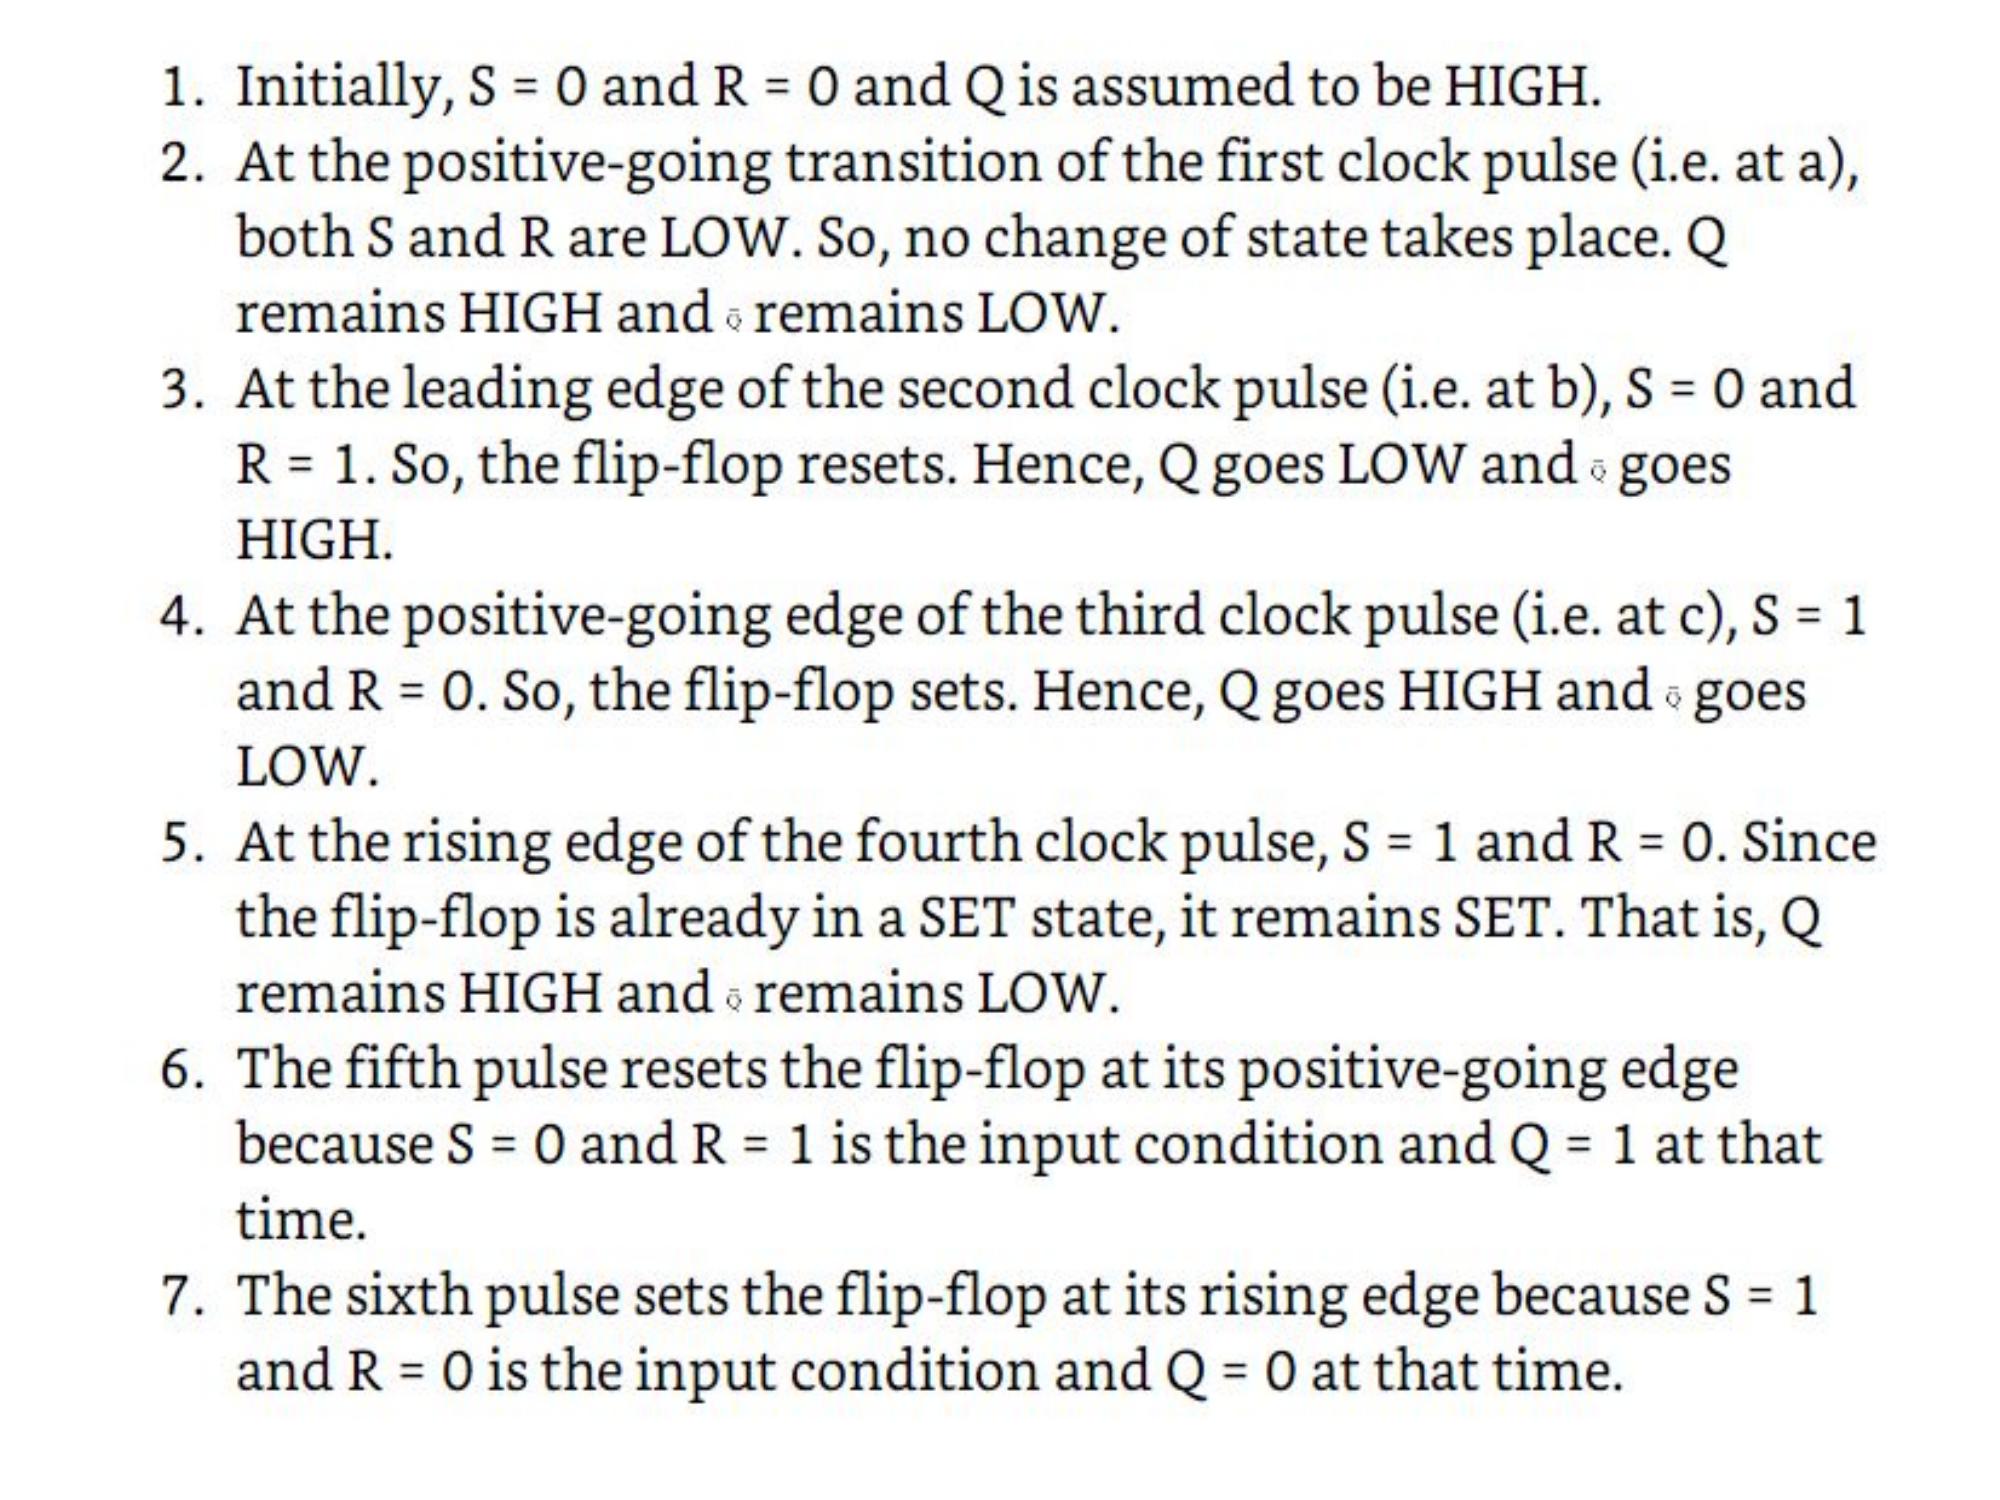 1. Initially, S = 0 and R = 0 and Q is assumed to be HIGH.
2. At the positive-going transition of the first clock pulse (i.e. at a),
both S and R are LOW. So, no change of state takes place. Q
remains HIGH and Q̄ remains LOW.
3. At the leading edge of the second clock pulse (i.e. at b), S = 0 and
R = 1. So, the flip-flop resets. Hence, Q goes LOW and Q̄ goes
HIGH.
4. At the positive-going edge of the third clock pulse (i.e. at c), S = 1
and R = 0. So, the flip-flop sets. Hence, Q goes HIGH and Q̄ goes
LOW.
5. At the rising edge of the fourth clock pulse, S = 1 and R = 0. Since
the flip-flop is already in a SET state, it remains SET. That is, Q
remains HIGH and Q̄ remains LOW.
6. The fifth pulse resets the flip-flop at its positive-going edge
because S = 0 and R = 1 is the input condition and Q = 1 at that
time.
7. The sixth pulse sets the flip-flop at its rising edge because S = 1
and R = 0 is the input condition and Q = 0 at that time.